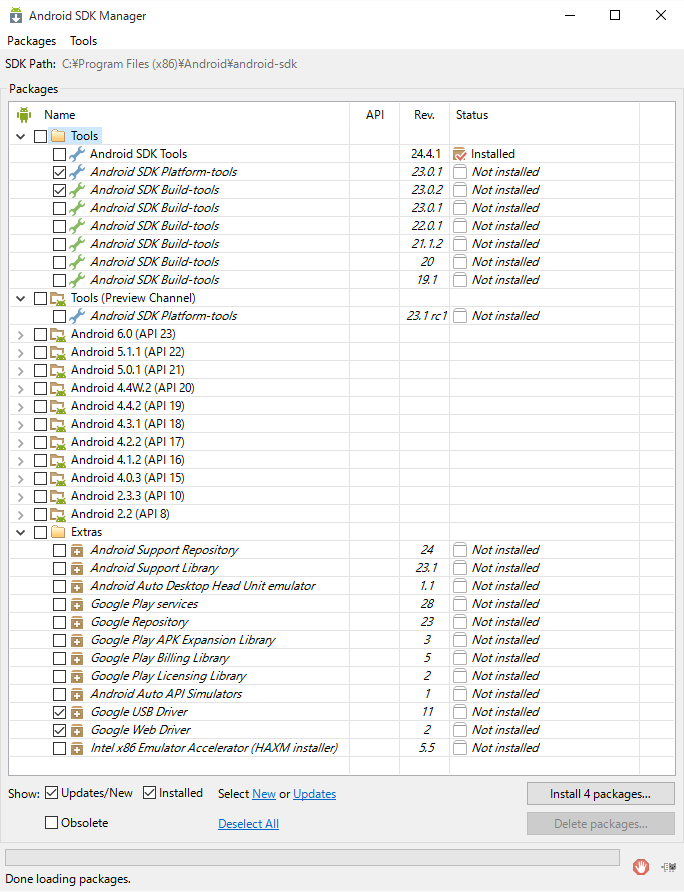 Android SDK Manager
Packages Tools
SDK Path: C:¥Program Files (x86)¥Android¥android-sdk
Packages
Name API Rev. Status
Tools
Android SDK Tools 24.4.1 Installed
Android SDK Platform-tools 23.0.1 Not installed
Android SDK Build-tools 23.0.2 Not installed
Android SDK Build-tools 23.0.1 Not installed
Android SDK Build-tools 22.0.1 Not installed
Android SDK Build-tools 21.1.2 Not installed
Android SDK Build-tools 20 Not installed
Android SDK Build-tools 19.1 Not installed
Tools (Preview Channel)
Android SDK Platform-tools 23.1 rc1 Not installed
Android 6.0 (API 23)
Android 5.1.1 (API 22)
Android 5.0.1 (API 21)
Android 4.4W.2 (API 20)
Android 4.4.2 (API 19)
Android 4.3.1 (API 18)
Android 4.2.2 (API 17)
Android 4.1.2 (API 16)
Android 4.0.3 (API 15)
Android 2.3.3 (API 10)
Android 2.2 (API 8)
Extras
Android Support Repository 24 Not installed
Android Support Library 23.1 Not installed
Android Auto Desktop Head Unit emulator 1.1 Not installed
Google Play services 28 Not installed
Google Repository 23 Not installed
Google Play APK Expansion Library 3 Not installed
Google Play Billing Library 5 Not installed
Google Play Licensing Library 2 Not installed
Android Auto API Simulators 1 Not installed
Google USB Driver 11 Not installed
Google Web Driver 2 Not installed
Intel x86 Emulator Accelerator (HAXM installer) 5.5 Not installed
Show: Updates/New Installed Select New or Updates Install 4 packages...
Obsolete Deselect All Delete packages...
Done loading packages.